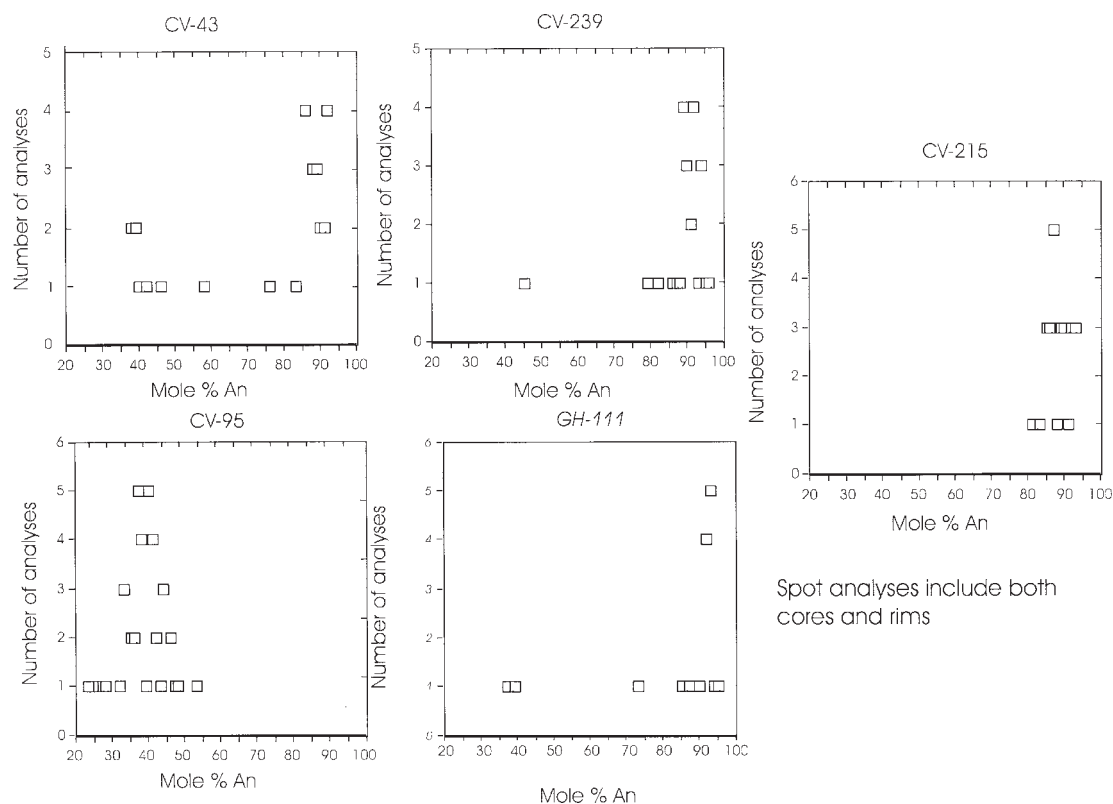 CV-43
5
4
3
2
1
0
Number of analyses
20 30 40 50 60 70 80 90 100
Mole % An
CV-239
5
4
3
2
1
0
Number of analyses
20 30 40 50 60 70 80 90 100
Mole % An
CV-215
6
5
4
3
2
1
0
Number of analyses
20 30 40 50 60 70 80 90 100
Mole % An
CV-95
6
5
4
3
2
1
0
Number of analyses
20 30 40 50 60 70 80 90 100
Mole % An
GH-111
6
5
4
3
2
1
0
Number of analyses
20 30 40 50 60 70 80 90 100
Mole % An
Spot analyses include both
cores and rims